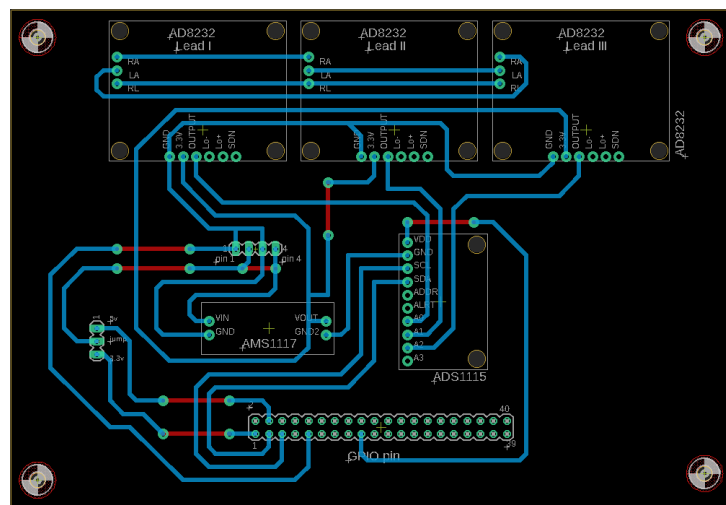 AD8232
Lead I
AD8232
Lead II
AD8232
Lead III
RA
LA
RL
RA
LA
RL
RA
LA
RL
GND
3.3V
OUTPUT
Lo-
Lo+
SDN
GND
3.3V
OUTPUT
Lo-
Lo+
SDN
GND
3.3V
OUTPUT
Lo-
Lo+
SDN
AD8232
pin 1
4
pin 4
VDD
GND
SCL
SDA
ADDR
ALRT
A0
A1
A2
A3
ADS1115
VIN
GND
VOUT
GND2
AMS1117
1
5v
jump
3.3v
2
40
1
39
GPIO pin